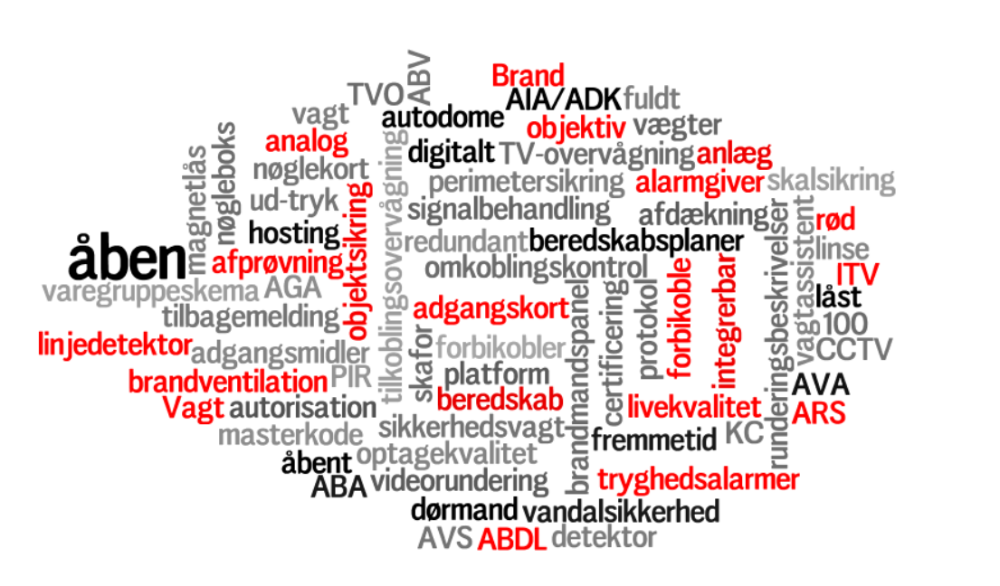 ABV
Brand
TVO
AIA/ADK
fuldt
vagt
autodome
objektiv
vægter
analog
digitalt
TV-overvågning
anlæg
magnetlås
nøgleboks
nøglekort
tilkoblingsovervågning
perimetersikring
alarmgiver
skalsikring
ud-tryk
objektsikring
signalbehandling
afdækning
runderingsbeskrivelser
vagtassistent
rød
hosting
redundant
beredskabsplaner
linse
åben
afprøvning
omkoblingskontrol
forbikoble
integrerbar
ITV
varegruppeskema
AGA
brandmandspanel
certificering
protokol
låst
tilbagemelding
adgangskort
100
linjedetektor
adgangsmidler
skafor
forbikobler
CCTV
brandventilation
PIR
platform
AVA
Vagt
autorisation
beredskab
livekvalitet
ARS
masterkode
sikkerhedsvagt
fremmetid
KC
åbent
optagekvalitet
ABA
videorundering
tryghedsalarmer
dørmand
vandalsikkerhed
AVS
ABDL
detektor